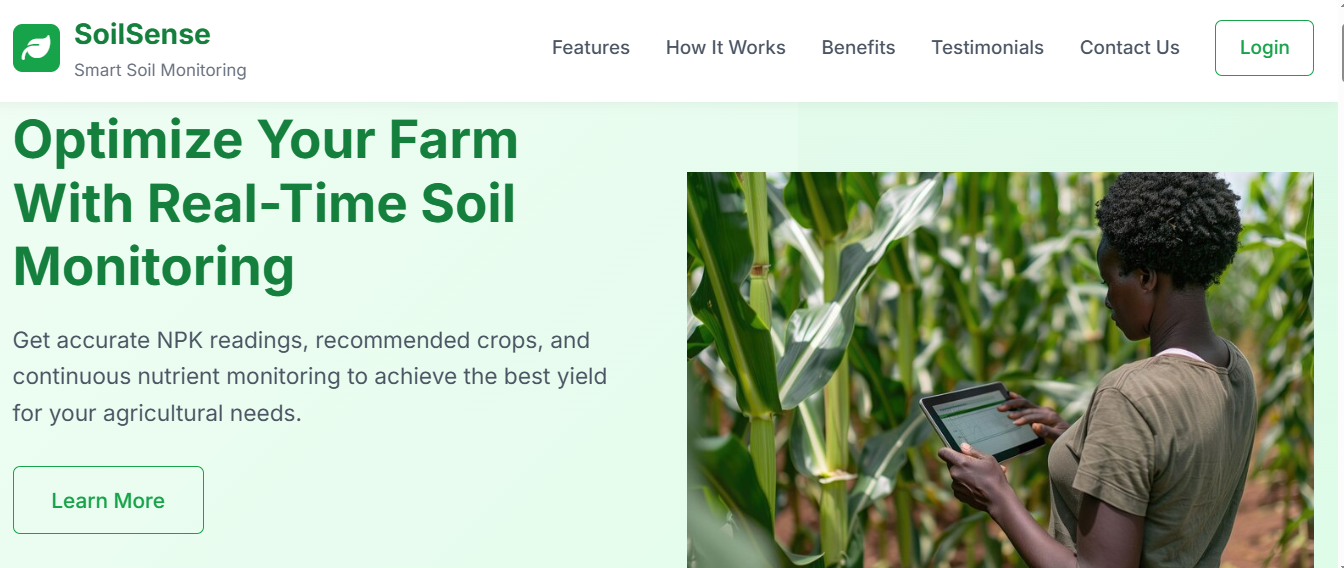 SoilSense
Smart Soil Monitoring
Features
How It Works
Benefits
Testimonials
Contact Us
Login
Optimize Your Farm
With Real-Time Soil
Monitoring
Get accurate NPK readings, recommended crops, and
continuous nutrient monitoring to achieve the best yield
for your agricultural needs.
Learn More